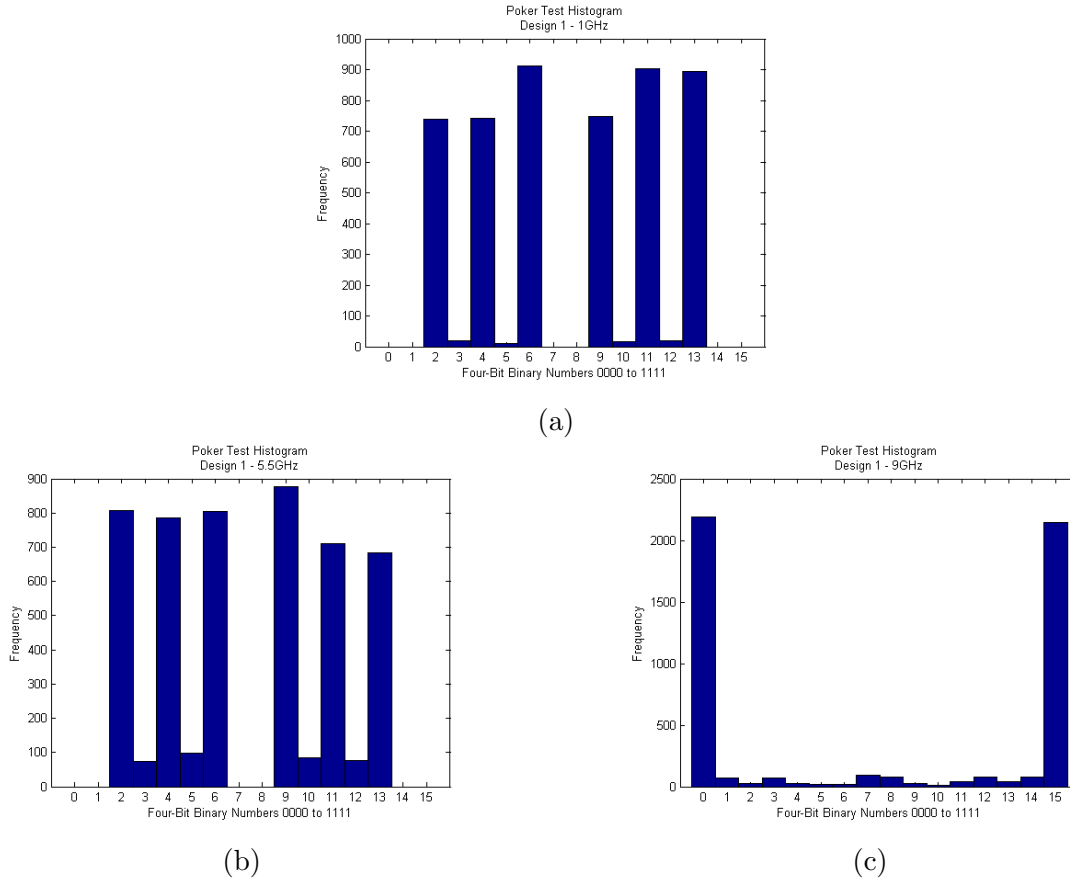 Poker Test Histogram
Design 1 - 1GHz
1000
900
800
700
600
500
400
300
200
100
0
Frequency
0 1 2 3 4 5 6 7 8 9 10 11 12 13 14 15
Four-Bit Binary Numbers 0000 to 1111
(a)
Poker Test Histogram
Design 1 - 5.5GHz
900
800
700
600
500
400
300
200
100
0
Frequency
0 1 2 3 4 5 6 7 8 9 10 11 12 13 14 15
Four-Bit Binary Numbers 0000 to 1111
(b)
Poker Test Histogram
Design 1 - 9GHz
2500
2000
1500
1000
500
0
Frequency
0 1 2 3 4 5 6 7 8 9 10 11 12 13 14 15
Four-Bit Binary Numbers 0000 to 1111
(c)